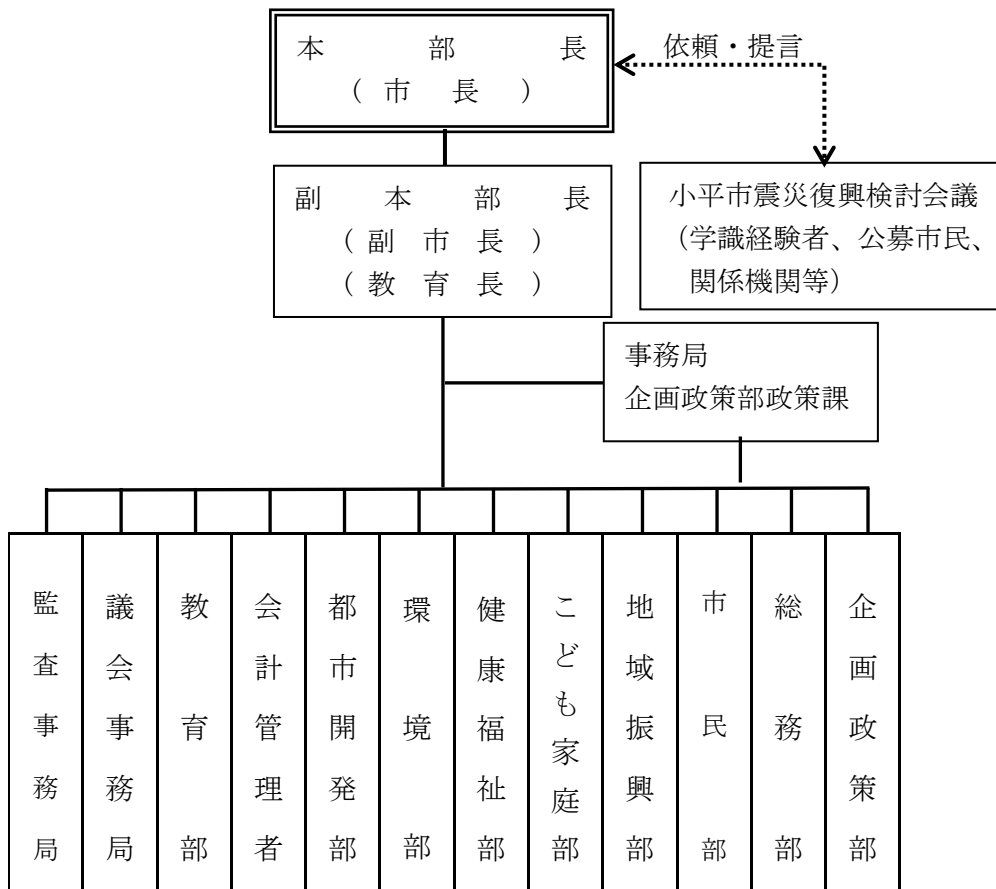 本部長
（市長）
依頼・提言
副本部長
（副市長）
（教育長）
小平市震災復興検討会議
（学識経験者、公募市民、
関係機関等）
事務局
企画政策部政策課
企画政策部
総務部
市民部
地域振興部
こども家庭部
健康福祉部
環境部
都市開発部
会計管理者
教育部
議会事務局
監査事務局